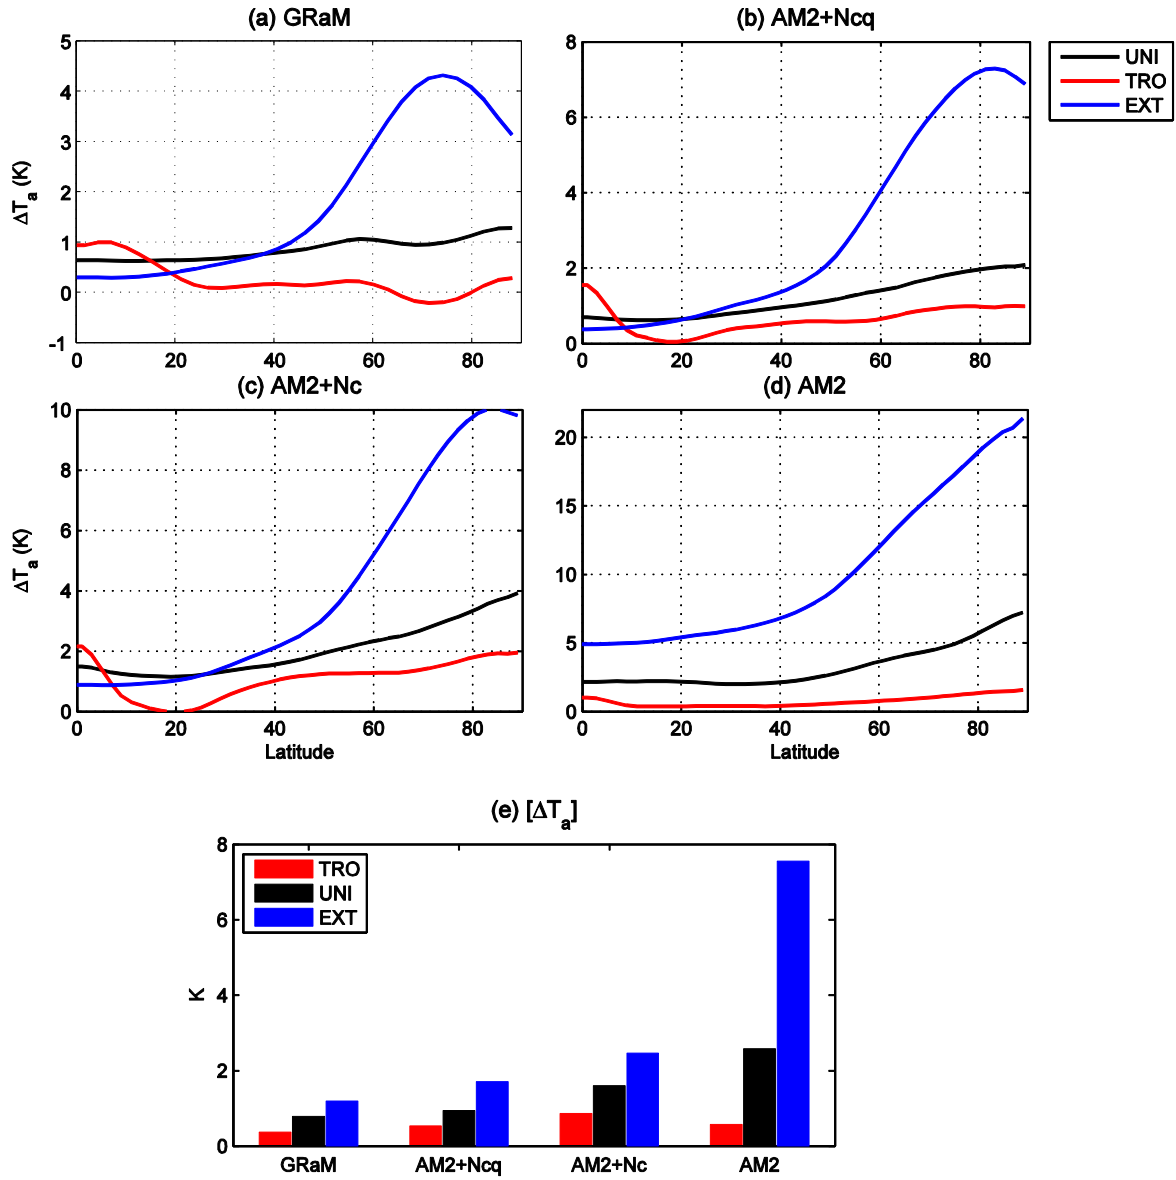 (a) GRaM
(b) AM2+Ncq
UNI
TRO
EXT
ΔTa (K)
5
4
3
2
1
0
-1
0 20 40 60 80
8
6
4
2
0
0 20 40 60 80
(c) AM2+Nc
(d) AM2
ΔTa (K)
10
8
6
4
2
0
0 20 40 60 80
Latitude
20
15
10
5
0
0 20 40 60 80
Latitude
(e) [ΔTa]
TRO
UNI
EXT
K
8
6
4
2
0
GRaM AM2+Ncq AM2+Nc AM2